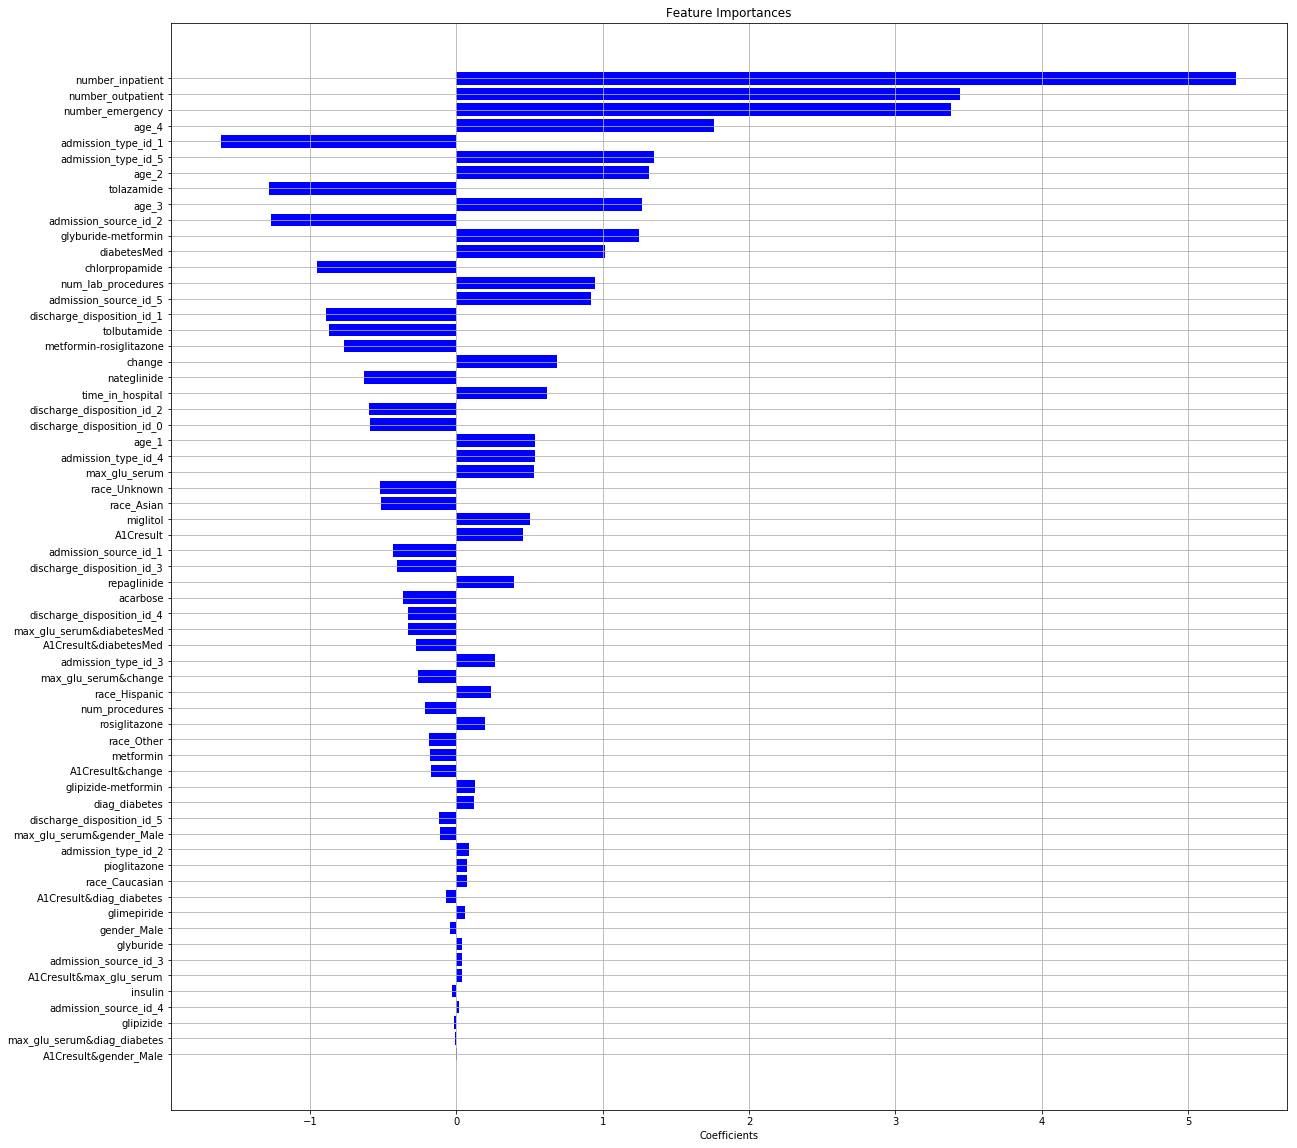 Feature Importances
number_inpatient
number_outpatient
number_emergency
age_4
admission_type_id_1
admission_type_id_5
age_2
tolazamide
age_3
admission_source_id_2
glyburide-metformin
diabetesMed
chlorpropamide
num_lab_procedures
admission_source_id_5
discharge_disposition_id_1
tolbutamide
metformin-rosiglitazone
change
nateglinide
time_in_hospital
discharge_disposition_id_2
discharge_disposition_id_0
age_1
admission_type_id_4
max_glu_serum
race_Unknown
race_Asian
miglitol
A1Cresult
admission_source_id_1
discharge_disposition_id_3
repaglinide
acarbose
discharge_disposition_id_4
max_glu_serum&diabetesMed
A1Cresult&diabetesMed
admission_type_id_3
max_glu_serum&change
race_Hispanic
num_procedures
rosiglitazone
race_Other
metformin
A1Cresult&change
glipizide-metformin
diag_diabetes
discharge_disposition_id_5
max_glu_serum&gender_Male
admission_type_id_2
pioglitazone
race_Caucasian
A1Cresult&diag_diabetes
glimepiride
gender_Male
glyburide
admission_source_id_3
A1Cresult&max_glu_serum
insulin
admission_source_id_4
glipizide
max_glu_serum&diag_diabetes
A1Cresult&gender_Male
−1 0 1 2 3 4 5
Coefficients